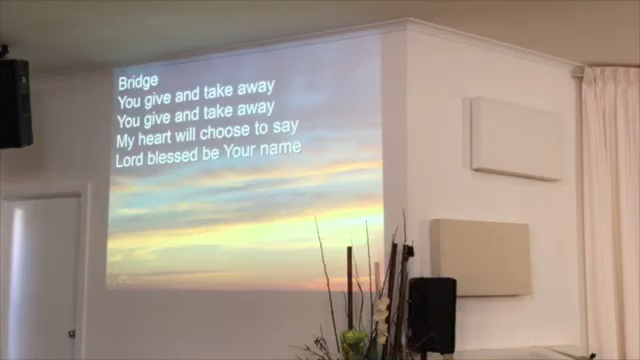 Bridge
You give and take away
You give and take away
My heart will choose to say
Lord blessed be Your name